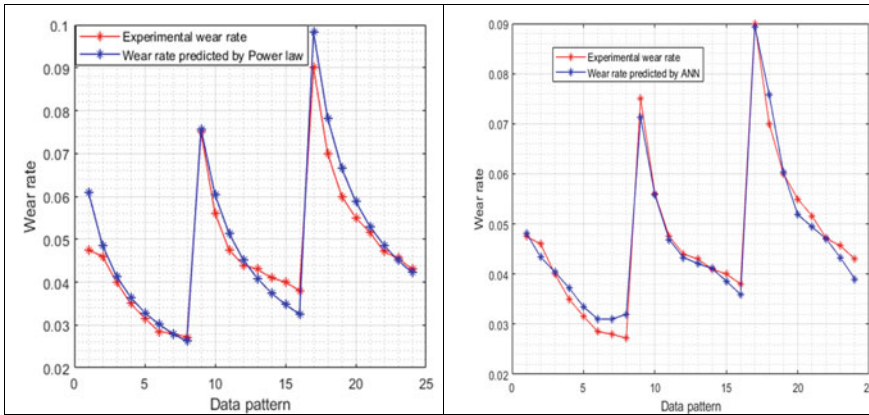 0.1
0.09
0.08
0.07
0.06
0.05
0.04
0.03
0.02
Wear rate
Experimental wear rate
Wear rate predicted by Power law
0 5 10 15 20 25
Data pattern
0.09
0.08
0.07
0.06
0.05
0.04
0.03
0.02
Wear rate
Experimental wear rate
Wear rate predicted by ANN
0 5 10 15 20 25
Data pattern